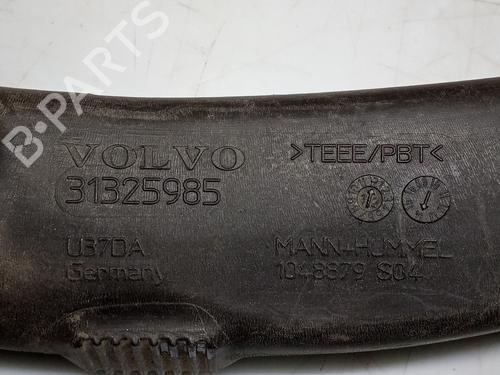 VOLVO
31325985
U37DA
Germany
>TEEE/PBT<
MANN+HUMMEL
1048879 S04
B-PARTS